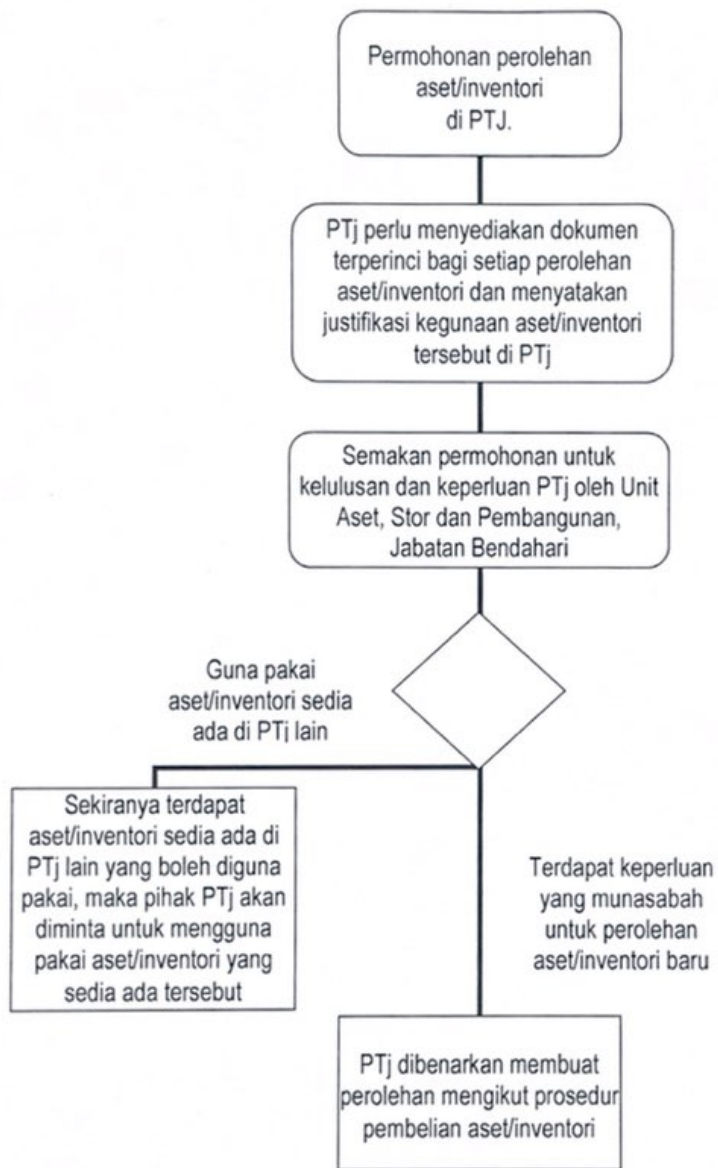 Permohonan perolehan
aset/inventori
di PTJ.
PTj perlu menyediakan dokumen
terperinci bagi setiap perolehan
aset/inventori dan menyatakan
justifikasi kegunaan aset/inventori
tersebut di PTj
Semakan permohonan untuk
kelulusan dan keperluan PTj oleh Unit
Aset, Stor dan Pembangunan,
Jabatan Bendahari
Guna pakai
aset/inventori sedia
ada di PTj lain
Sekiranya terdapat
aset/inventori sedia ada di
PTj lain yang boleh diguna
pakai, maka pihak PTj akan
diminta untuk mengguna
pakai aset/inventori yang
sedia ada tersebut
Terdapat keperluan
yang munasabah
untuk perolehan
aset/inventori baru
PTj dibenarkan membuat
perolehan mengikut prosedur
pembelian aset/inventori